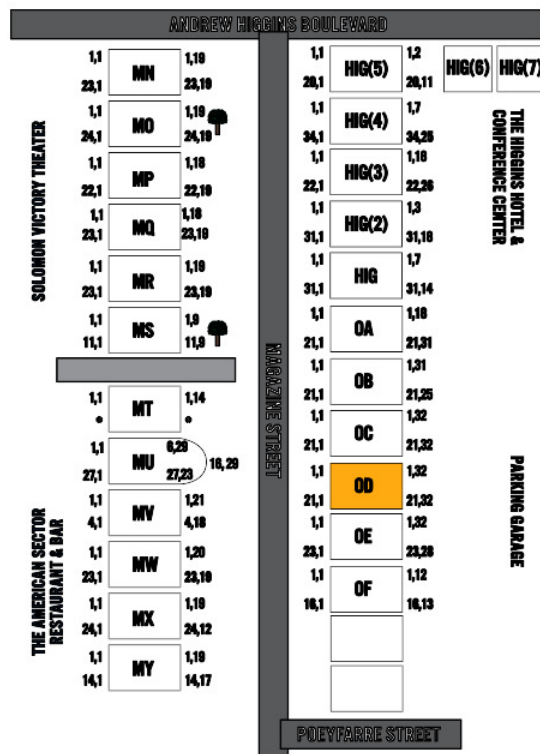 ANDREW HIGGINS BOULEVARD
SOLOMON VICTORY THEATER
1,1 MN 1,19
23,1 23,19
1,1 MO 1,19
24,1 24,19
1,1 MP 1,18
22,1 22,19
1,1 MQ 1,18
23,1 23,19
1,1 MR 1,19
23,1 23,19
1,1 MS 1,9
11,1 11,9
THE AMERICAN SECTOR
RESTAURANT & BAR
1,1 MT 1,14
* *
1,1 MU 6,29
27,1 27,23 16,29
1,1 MV 1,21
4,1 4,18
1,1 MW 1,20
23,1 23,19
1,1 MX 1,19
24,1 24,12
1,1 MY 1,19
14,1 14,17
MAGAZINE STREET
1,1 HIG(5) 1,2
20,1 20,11
HIG(6) HIG(7)
1,1 HIG(4) 1,7
34,1 34,25
1,1 HIG(3) 1,16
22,1 22,26
1,1 HIG(2) 1,3
31,1 31,16
1,1 HIG 1,7
31,1 31,14
1,1 OA 1,18
21,1 21,31
1,1 OB 1,31
21,1 21,25
1,1 OC 1,32
21,1 21,32
1,1 OD 1,32
21,1 21,32
1,1 OE 1,32
23,1 23,28
1,1 OF 1,12
16,1 16,13
THE HIGGINS HOTEL &
CONFERENCE CENTER
PARKING GARAGE
POEYFARRE STREET